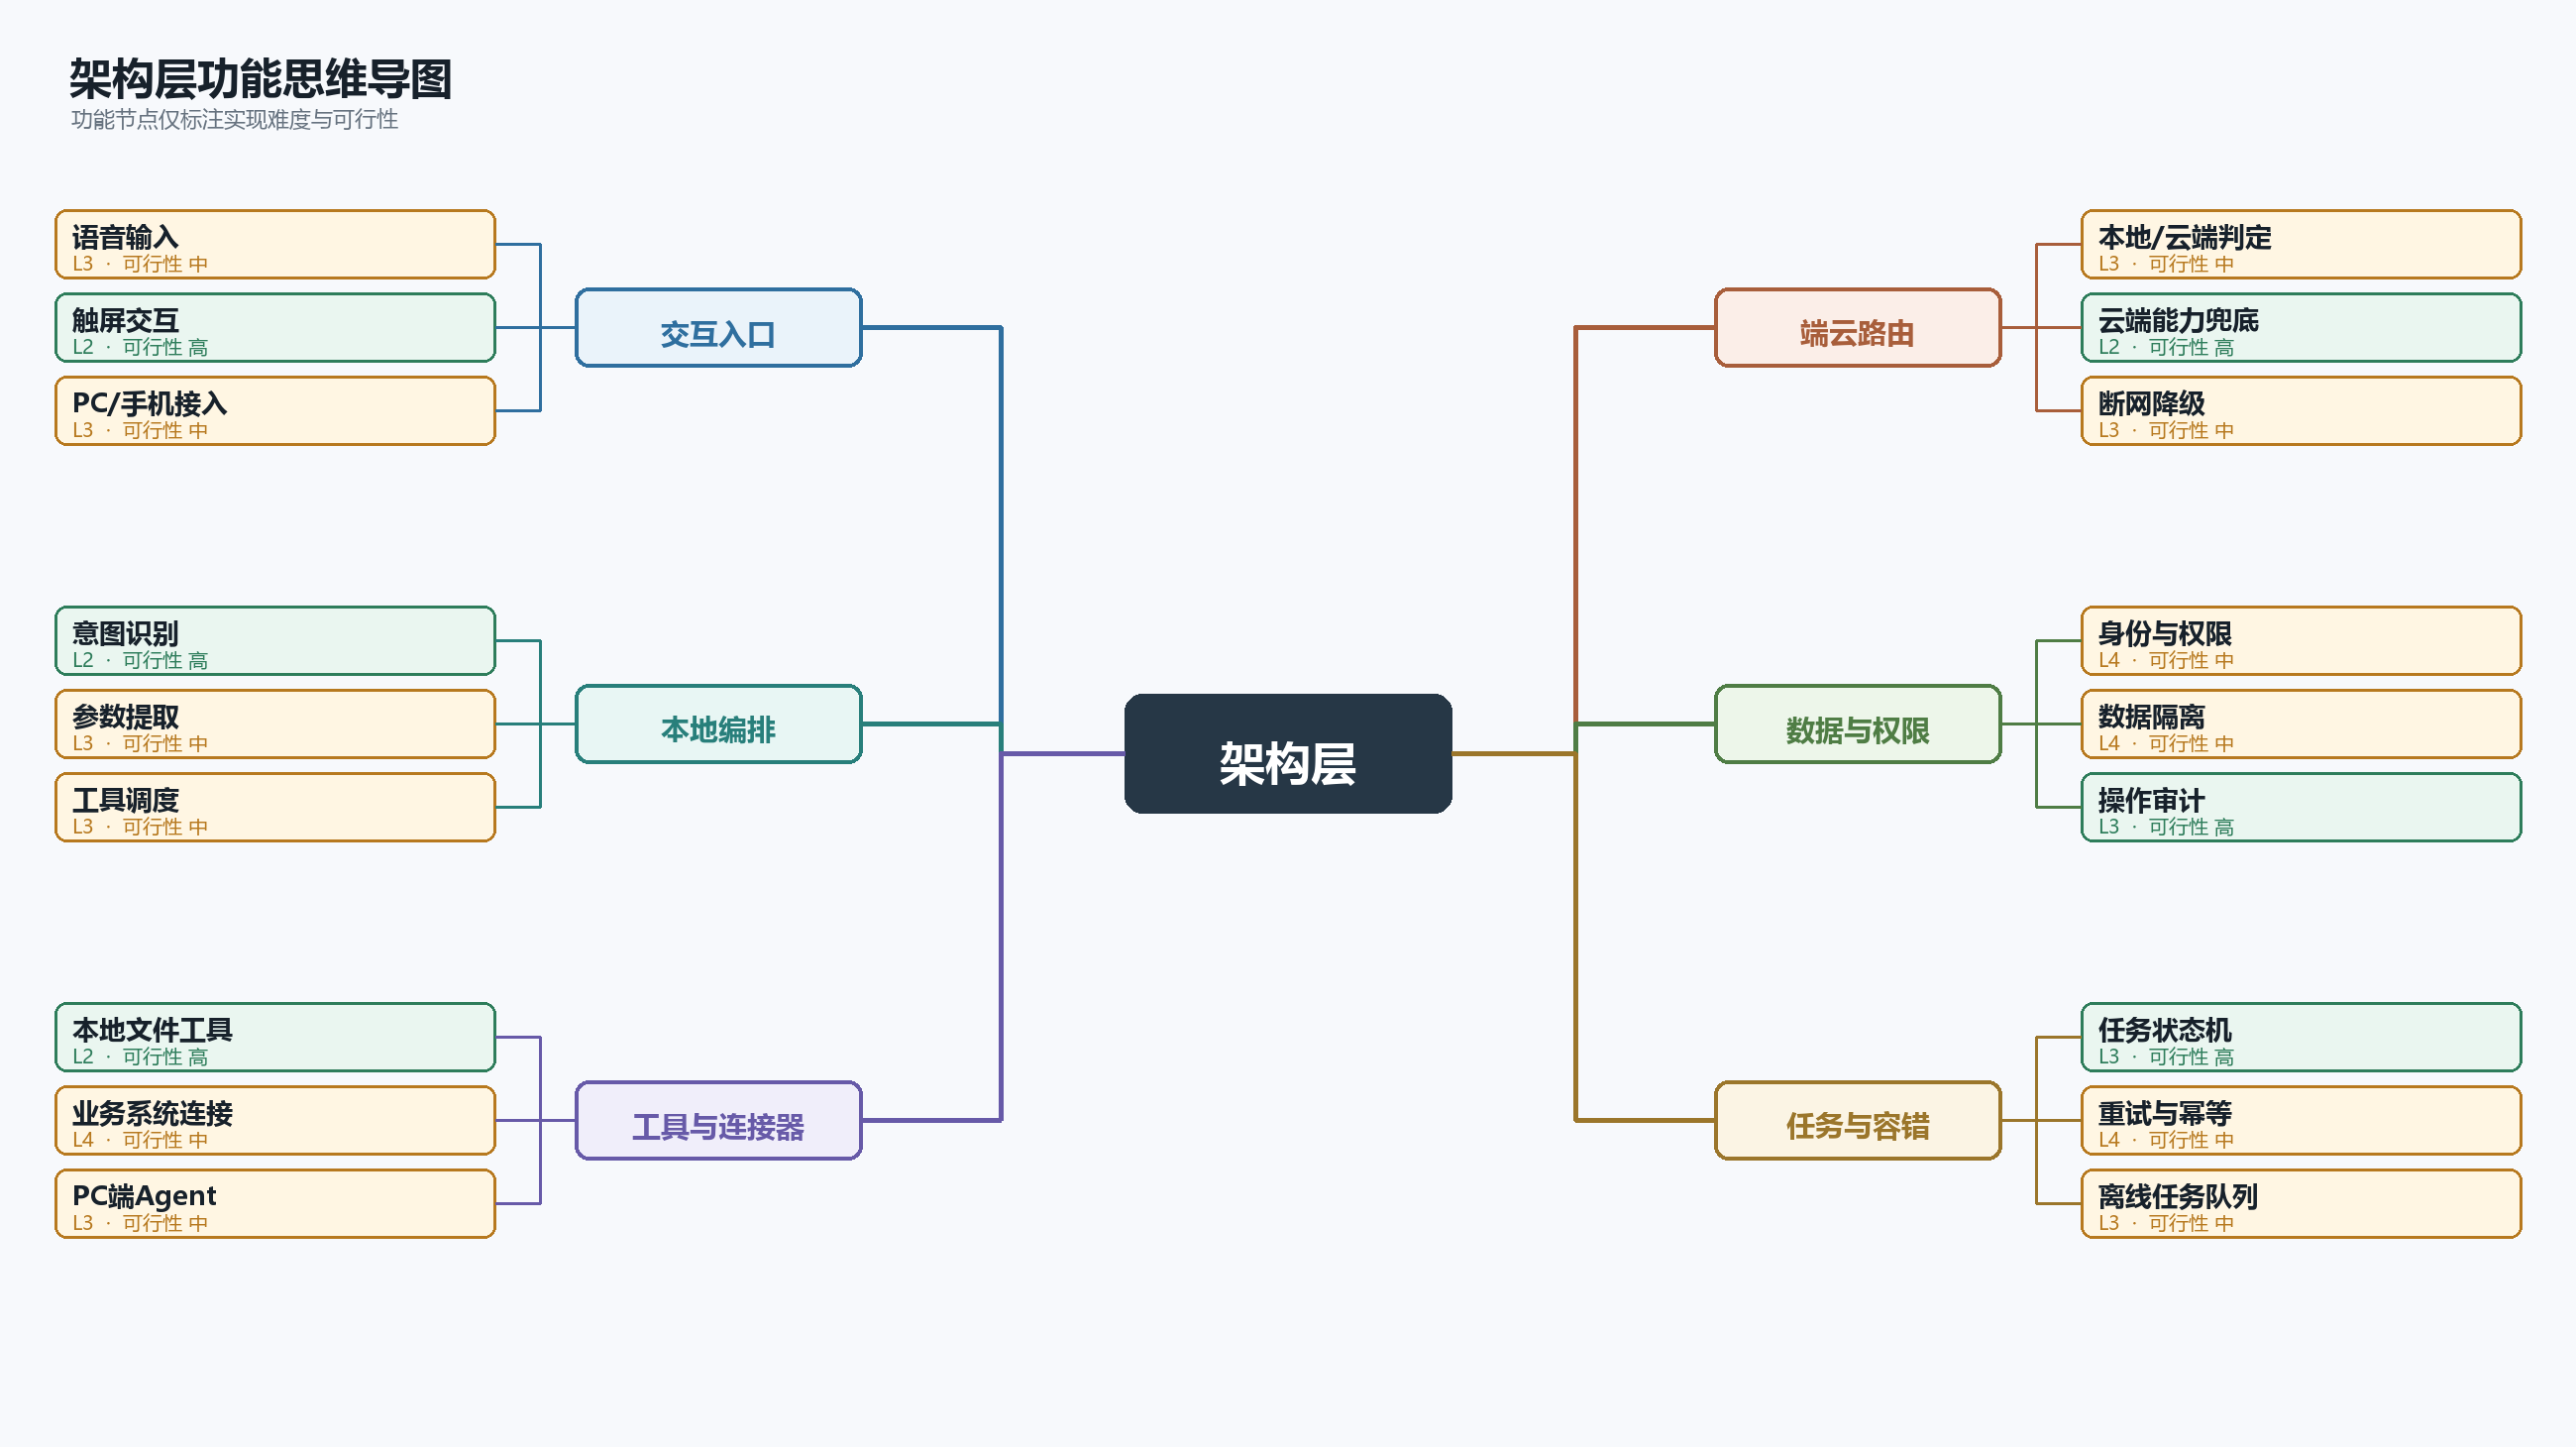 架构层功能思维导图
功能节点仅标注实现难度与可行性
语音输入
L3 · 可行性 中
触屏交互
L2 · 可行性 高
PC/手机接入
L3 · 可行性 中
交互入口
意图识别
L2 · 可行性 高
参数提取
L3 · 可行性 中
工具调度
L3 · 可行性 中
本地编排
本地文件工具
L2 · 可行性 高
业务系统连接
L4 · 可行性 中
PC端Agent
L3 · 可行性 中
工具与连接器
架构层
端云路由
本地/云端判定
L3 · 可行性 中
云端能力兜底
L2 · 可行性 高
断网降级
L3 · 可行性 中
数据与权限
身份与权限
L4 · 可行性 中
数据隔离
L4 · 可行性 中
操作审计
L3 · 可行性 高
任务与容错
任务状态机
L3 · 可行性 高
重试与幂等
L4 · 可行性 中
离线任务队列
L3 · 可行性 中